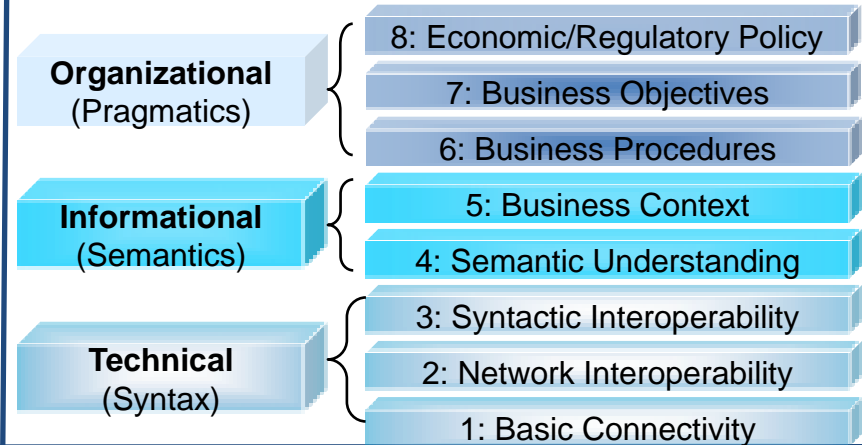 Organizational
(Pragmatics)
8: Economic/Regulatory Policy
7: Business Objectives
6: Business Procedures
Informational
(Semantics)
5: Business Context
4: Semantic Understanding
Technical
(Syntax)
3: Syntactic Interoperability
2: Network Interoperability
1: Basic Connectivity